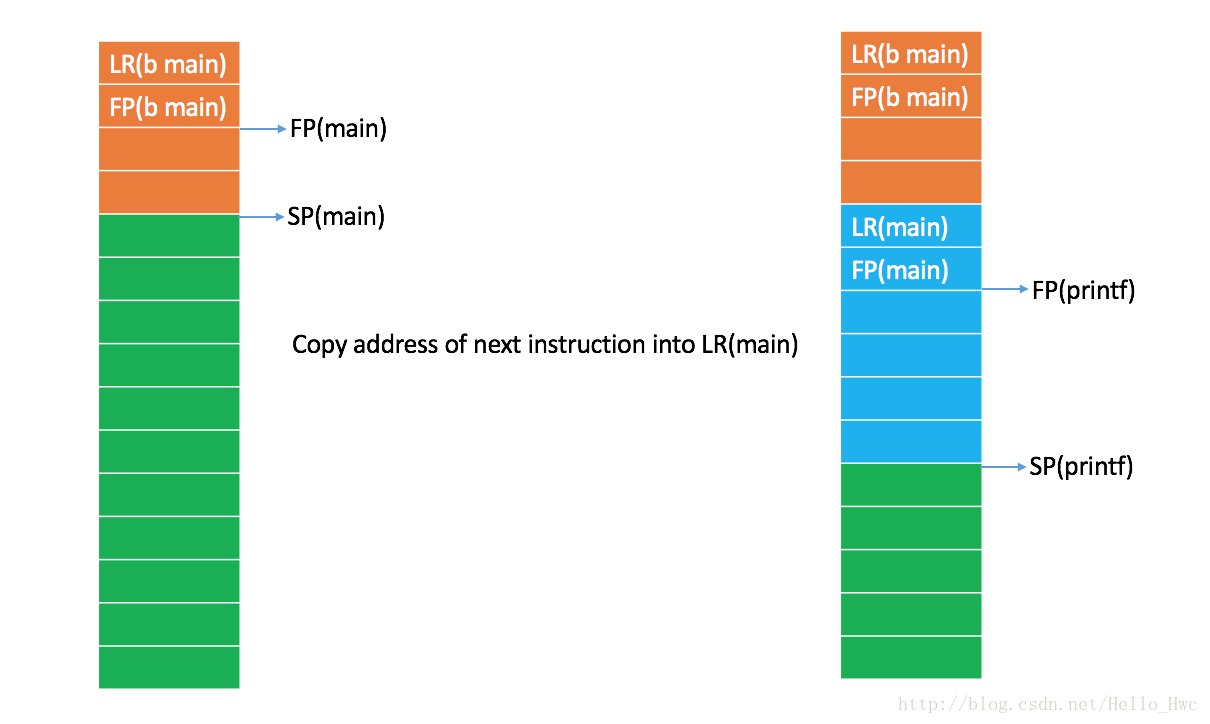 LR(b main)
FP(b main)
FP(main)
SP(main)
Copy address of next instruction into LR(main)
LR(b main)
FP(b main)
LR(main)
FP(main)
FP(printf)
SP(printf)
http://blog.csdn.net/Hello_Hwc